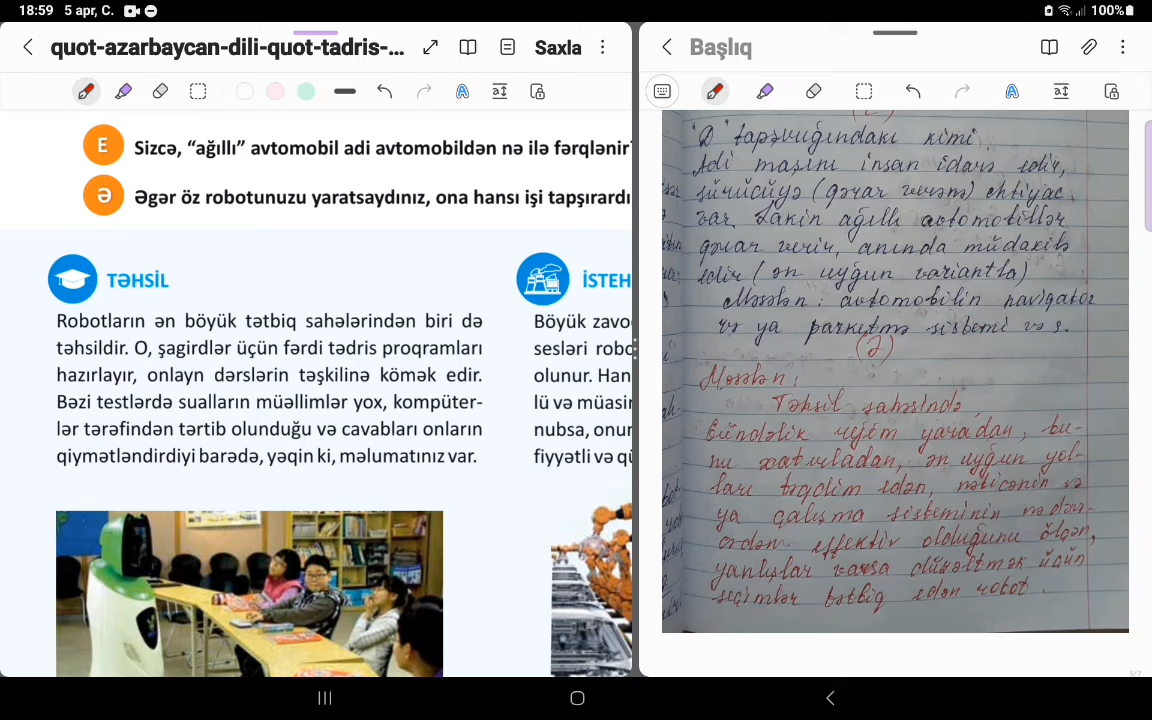 18:59 5 apr, C. 100%
quot-azarbaycan-dili-quot-tadris-...
Saxla
E Sizcə, “ağıllı” avtomobil adi avtomobildən nə ilə fərqlənir
Ə Əgər öz robotunuzu yaratsaydınız, ona hansı işi tapşırardı
TƏHSİL
Robotların ən böyük tətbiq sahələrindən biri də
təhsildir. O, şagirdlər üçün fərdi tədris proqramları
hazırlayır, onlayn dərslərin təşkilinə kömək edir.
Bəzi testlərdə sualların müəllimlər yox, kompüter-
lər tərəfindən tərtib olunduğu və cavabları onların
qiymətləndirdiyi barədə, yəqin ki, məlumatınız var.
İSTEH
Böyük zavo
sesləri robo
olunur. Han
lü və müasir
nubsa, onur
fiyyətli və qü
Başlıq
"D" tapşırığındakı kimi.
Adi maşını insan idarə edir,
sürücüyə (qərar vermə) ehtiyac
var. Lakin ağıllı avtomobillər
qərar verir, anında müdaxilə
edir (ən uyğun variantla)
Məsələn: avtomobilin navigator
və ya parketmə sistemi və s.
(Ə)
Məsələn:
Təhsil sahəsində
Gündəlik rejim yaradan, bu-
nu xatırladan, ən uyğun yol-
ları təqdim edən, nəticənin və
ya çalışma sisteminin nə dərə-
cədən effektiv olduğunu ölçən,
yanlışlar varsa düzəltmək üçün
seçimlər tətbiq edən robot.
5/7